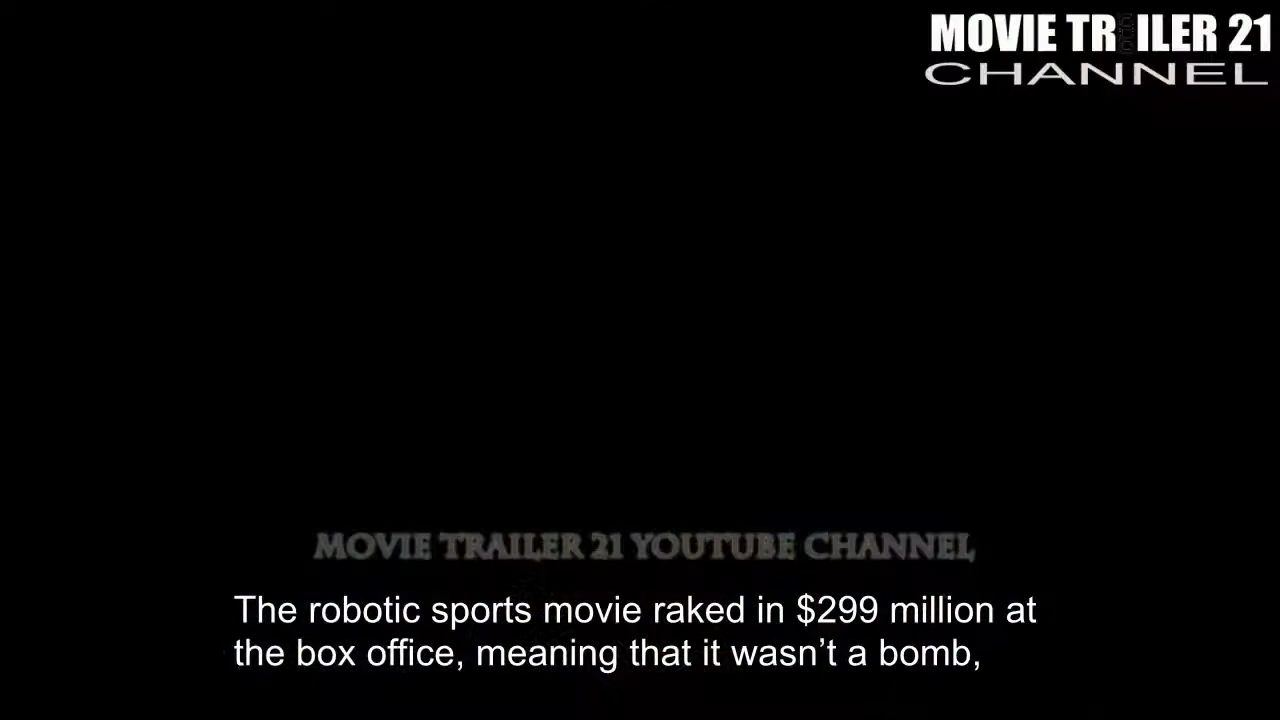 MOVIE TR ILER 21
CHANNEL
MOVIE TRAILER 21 YOUTUBE CHANNEL
The robotic sports movie raked in $299 million at
the box office, meaning that it wasn’t a bomb,